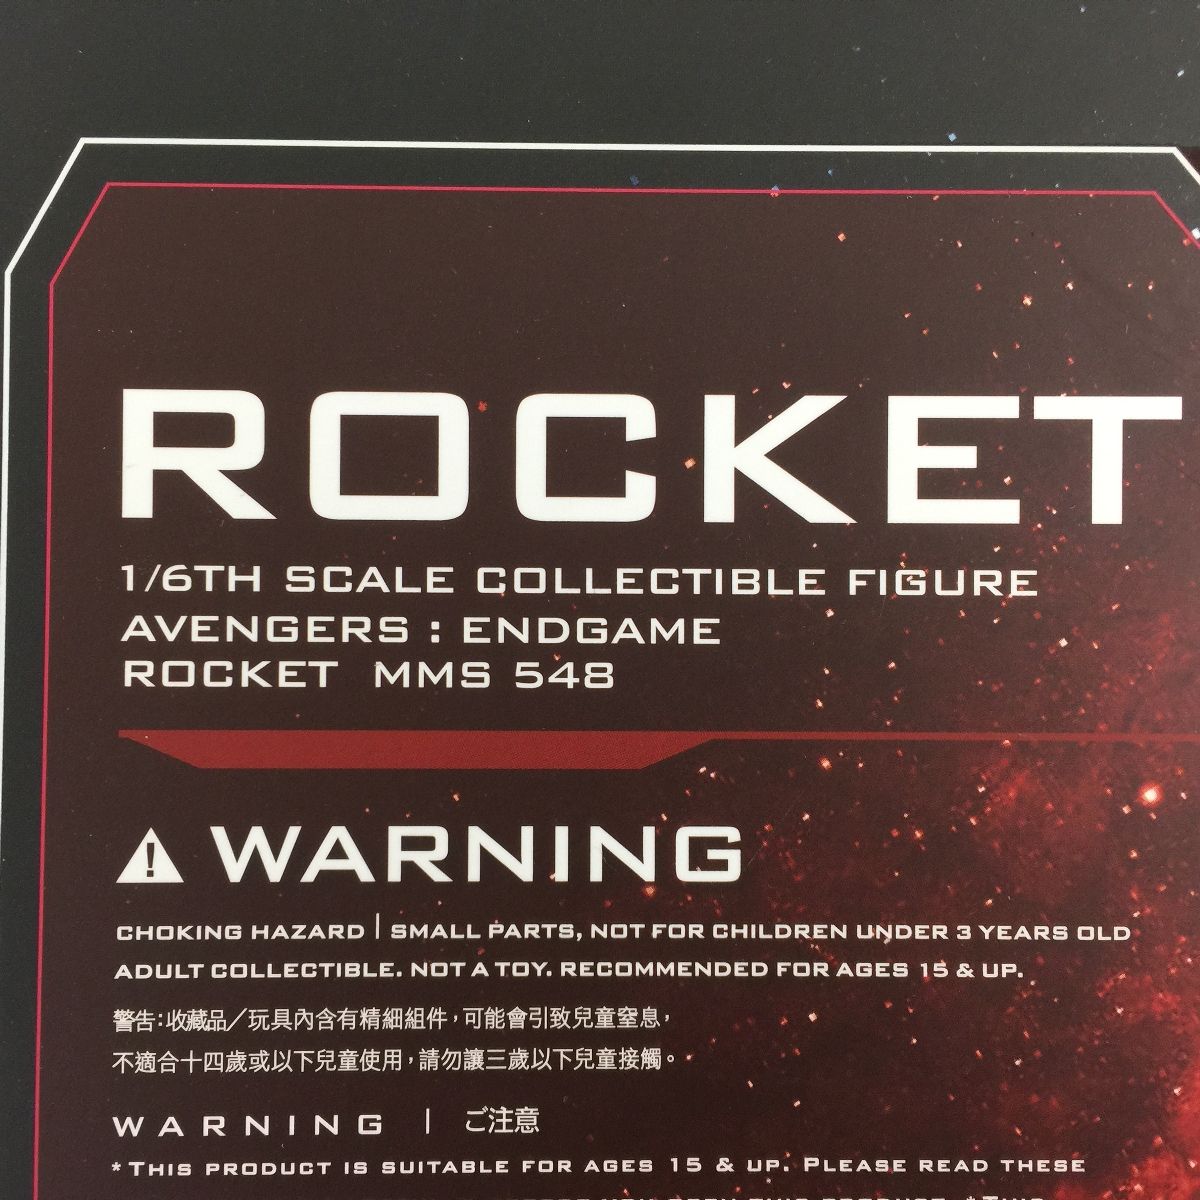 ROCKET
1/6TH SCALE COLLECTIBLE FIGURE
AVENGERS : ENDGAME
ROCKET MMS 548
WARNING
CHOKING HAZARD | SMALL PARTS, NOT FOR CHILDREN UNDER 3 YEARS OLD
ADULT COLLECTIBLE. NOT A TOY. RECOMMENDED FOR AGES 15 & UP.
警告:收藏品/玩具內含有精細組件,可能會引致兒童窒息,
不適合十四歲或以下兒童使用,請勿讓三歲以下兒童接觸。
WARNING | ご注意
*THIS PRODUCT IS SUITABLE FOR AGES 15 & UP. PLEASE READ THESE